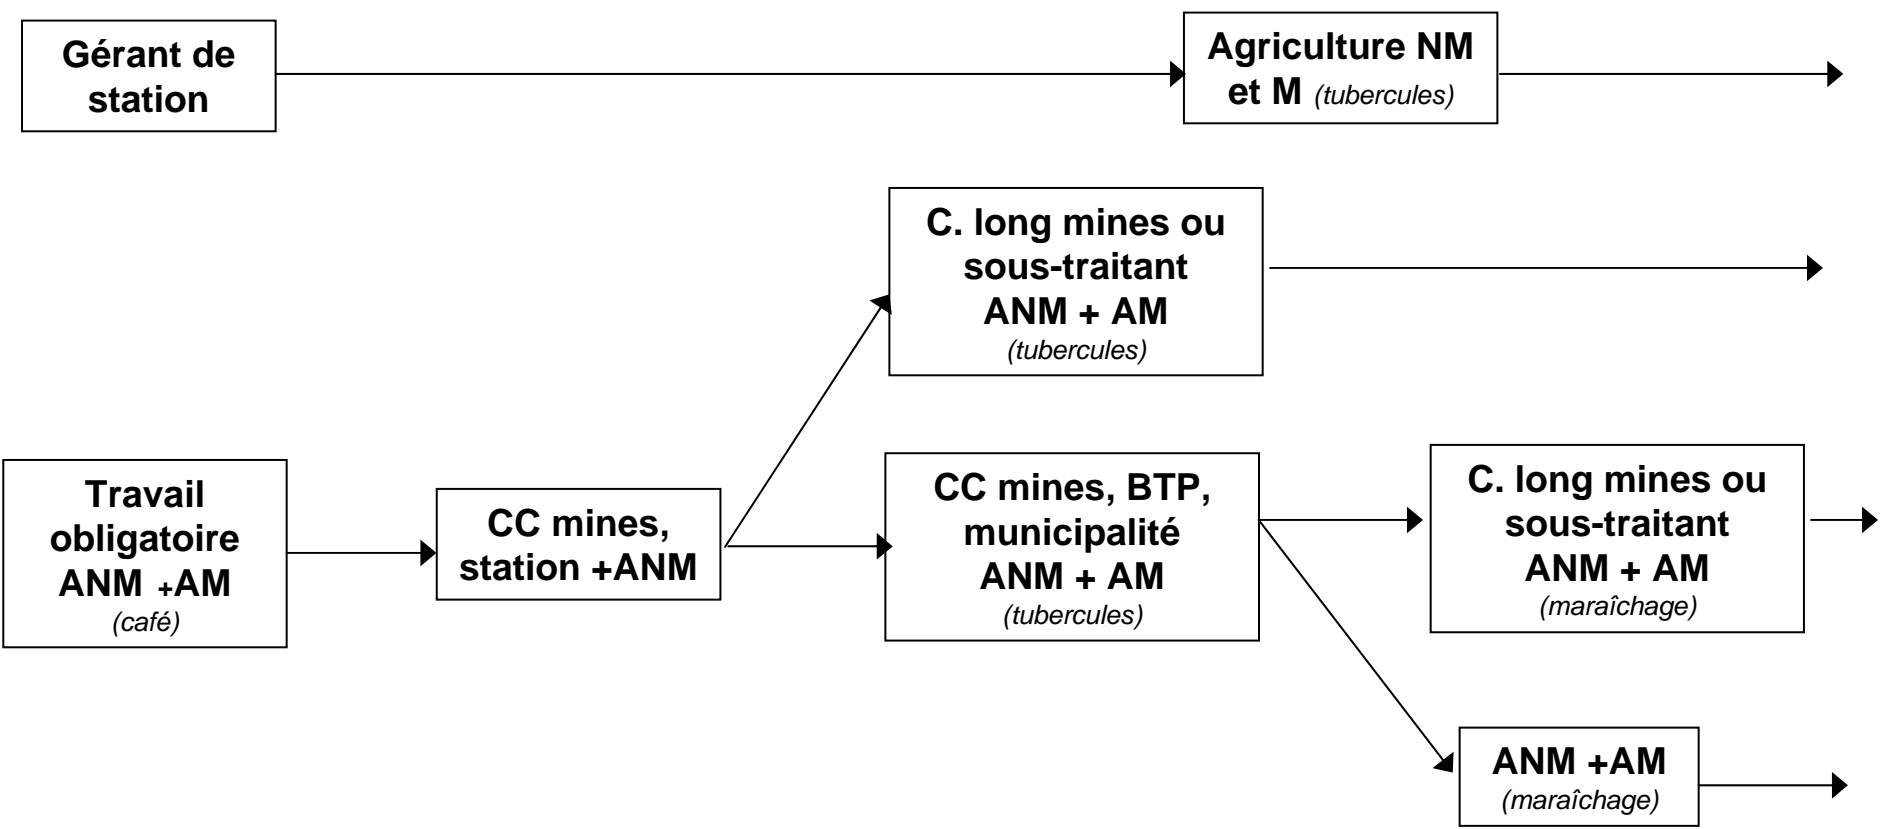 Gérant de
station
Agriculture NM
et M (tubercules)
C. long mines ou
sous-traitant
ANM + AM
(tubercules)
Travail
obligatoire
ANM +AM
(café)
CC mines,
station +ANM
CC mines, BTP,
municipalité
ANM + AM
(tubercules)
C. long mines ou
sous-traitant
ANM + AM
(maraîchage)
ANM +AM
(maraîchage)